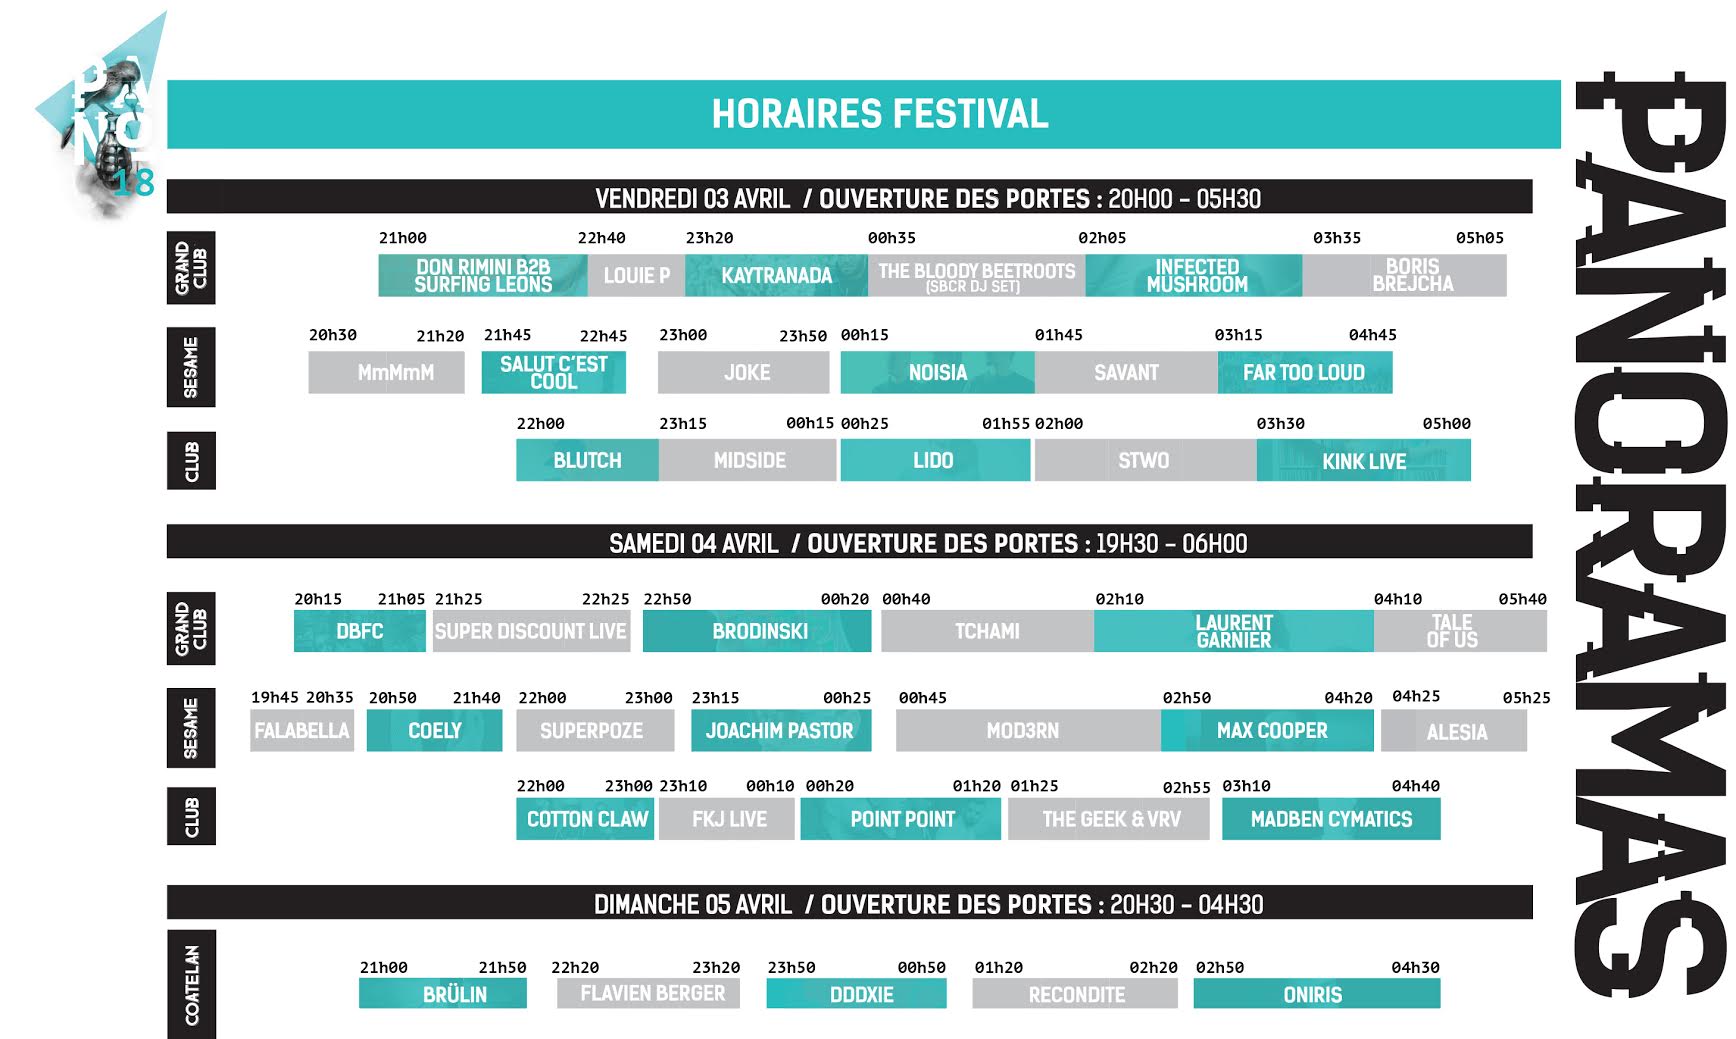 PA
NO
18
HORAIRES FESTIVAL
PANORAMAS
VENDREDI 03 AVRIL / OUVERTURE DES PORTES : 20H00 - 05H30
GRAND
CLUB
21h00 22h40 23h20 00h35 02h05 03h35 05h05
DON RIMINI B2B
SURFING LEONS
LOUIE P
KAYTRANADA
THE BLOODY BEETROOTS
(SBCR DJ SET)
INFECTED
MUSHROOM
BORIS
BREJCHA
SESAME
20h30 21h20 21h45 22h45 23h00 23h50 00h15 01h45 03h15 04h45
MmMmM
SALUT C'EST
COOL
JOKE
NOISIA
SAVANT
FAR TOO LOUD
CLUB
22h00 23h15 00h15 00h25 01h55 02h00 03h30 05h00
BLUTCH
MIDSIDE
LIDO
STWO
KINK LIVE
SAMEDI 04 AVRIL / OUVERTURE DES PORTES : 19H30 - 06H00
GRAND
CLUB
20h15 21h05 21h25 22h25 22h50 00h20 00h40 02h10 04h10 05h40
DBFC
SUPER DISCOUNT LIVE
BRODINSKI
TCHAMI
LAURENT
GARNIER
TALE
OF US
SESAME
19h45 20h35 20h50 21h40 22h00 23h00 23h15 00h25 00h45 02h50 04h20 04h25 05h25
FALABELLA
COELY
SUPERPOZE
JOACHIM PASTOR
MOD3RN
MAX COOPER
ALESIA
CLUB
22h00 23h00 23h10 00h10 00h20 01h20 01h25 02h55 03h10 04h40
COTTON CLAW
FKJ LIVE
POINT POINT
THE GEEK & VRV
MADBEN CYMATICS
DIMANCHE 05 AVRIL / OUVERTURE DES PORTES : 20H30 - 04H30
COATELAN
21h00 21h50 22h20 23h20 23h50 00h50 01h20 02h20 02h50 04h30
BRÜLIN
FLAVIEN BERGER
DDDXIE
RECONDITE
ONIRIS